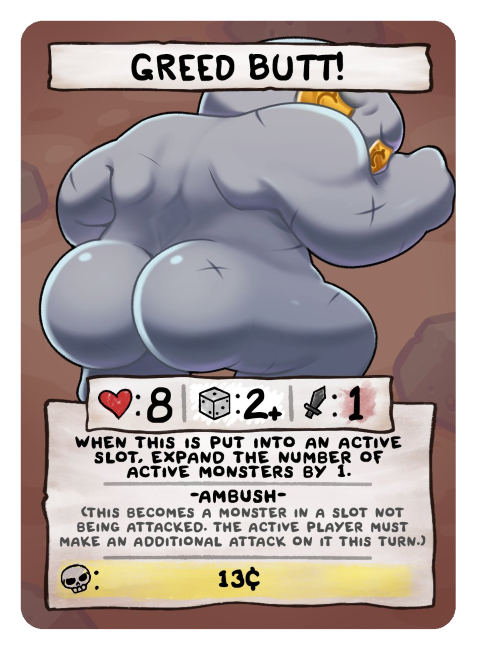 GREED BUTT!
:8 :2+ :1
WHEN THIS IS PUT INTO AN ACTIVE
SLOT, EXPAND THE NUMBER OF
ACTIVE MONSTERS BY 1.
-AMBUSH-
(THIS BECOMES A MONSTER IN A SLOT NOT
BEING ATTACKED. THE ACTIVE PLAYER MUST
MAKE AN ADDITIONAL ATTACK ON IT THIS TURN.)
: 13¢